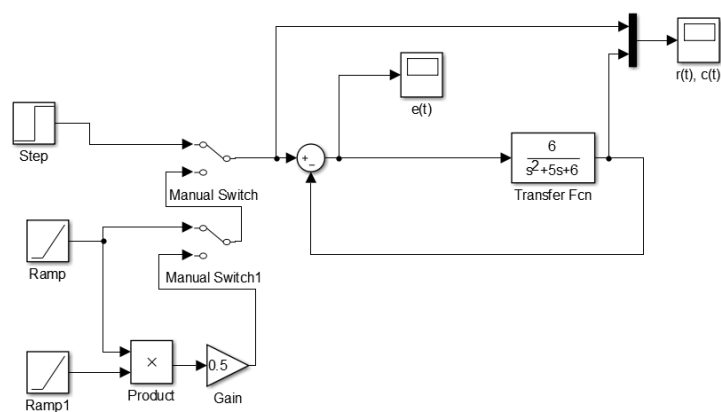 r(t), c(t)
e(t)
Step
+
−
6
s²+5s+6
Transfer Fcn
Manual Switch
Ramp
Manual Switch1
×
0.5
Product
Gain
Ramp1